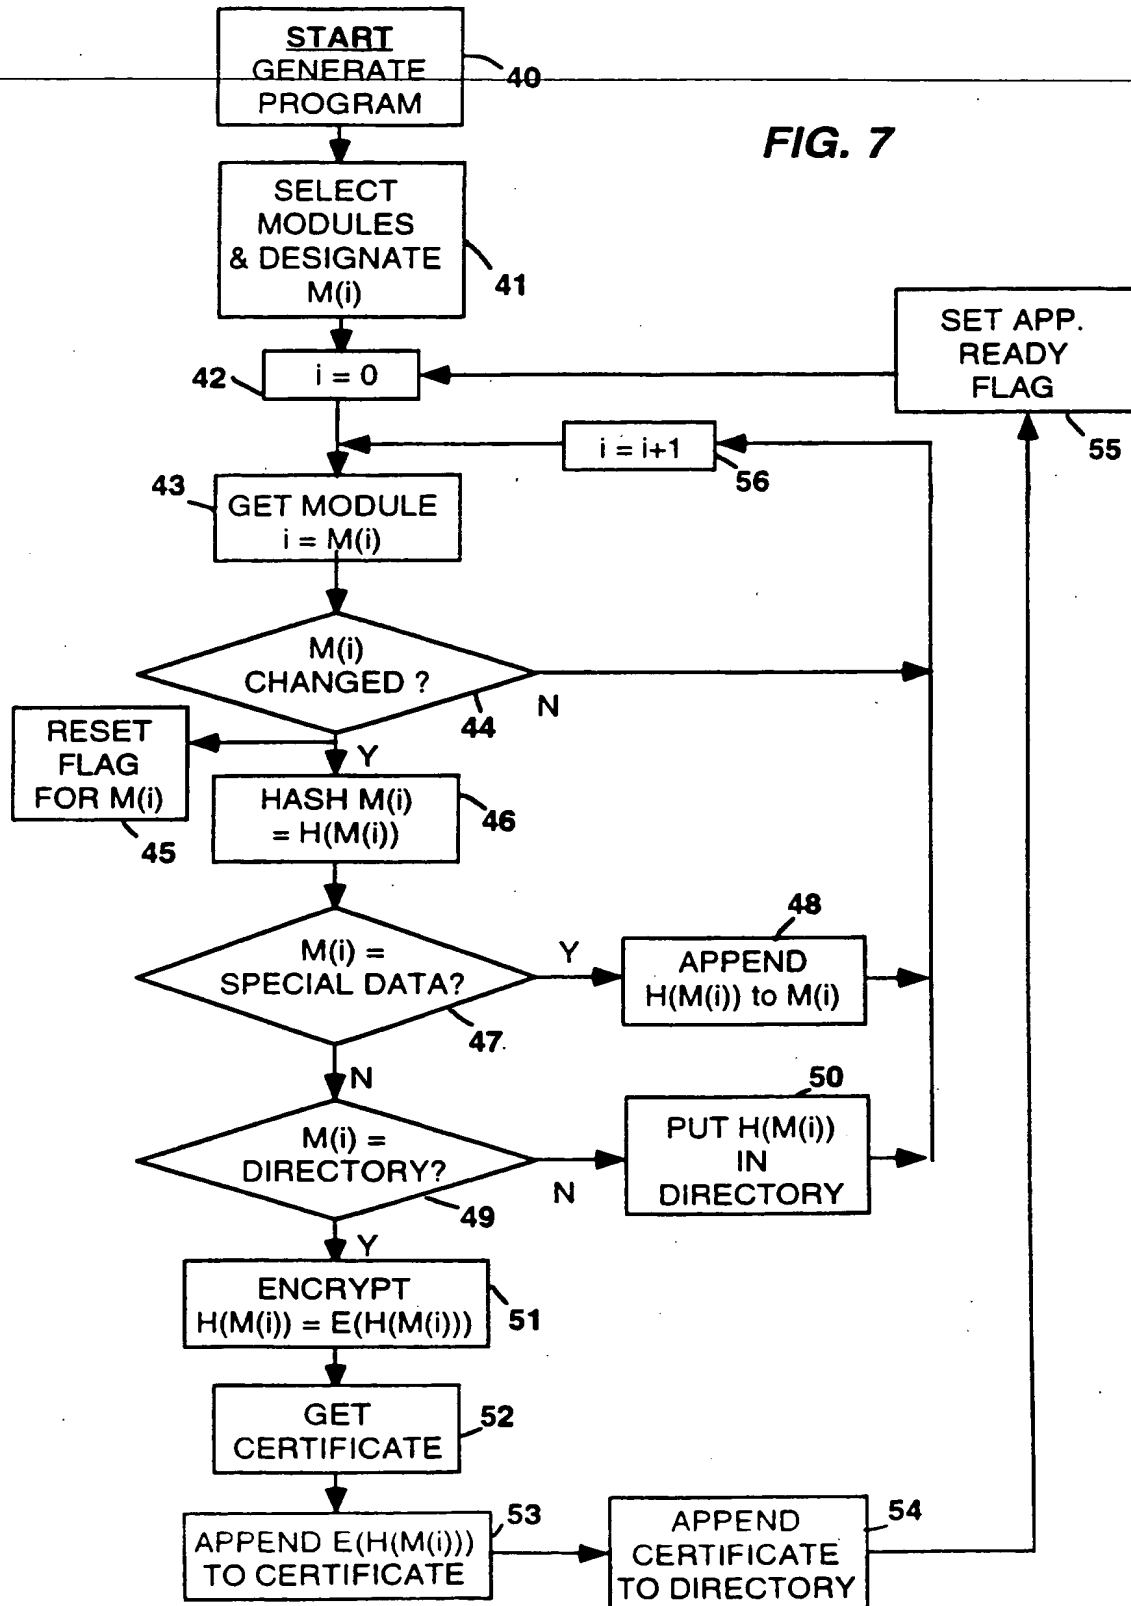 START
GENERATE
PROGRAM
40
FIG. 7
SELECT
MODULES
& DESIGNATE
M(i)
41
SET APP.
READY
FLAG
55
42
i = 0
i = i+1
56
43
GET MODULE
i = M(i)
M(i)
CHANGED ?
44
N
RESET
FLAG
FOR M(i)
45
Y
HASH M(i)
= H(M(i))
46
M(i) =
SPECIAL DATA?
47
Y
48
APPEND
H(M(i)) to M(i)
N
M(i) =
DIRECTORY?
49
N
50
PUT H(M(i))
IN
DIRECTORY
Y
ENCRYPT
H(M(i)) = E(H(M(i)))
51
GET
CERTIFICATE
52
APPEND E(H(M(i)))
TO CERTIFICATE
53
APPEND
CERTIFICATE
TO DIRECTORY
54